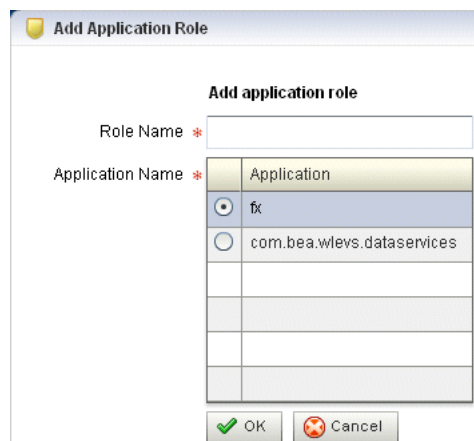 Add Application Role
Add application role
Role Name *
Application Name *
Application
fx
com.bea.wlevs.dataservices
OK
Cancel